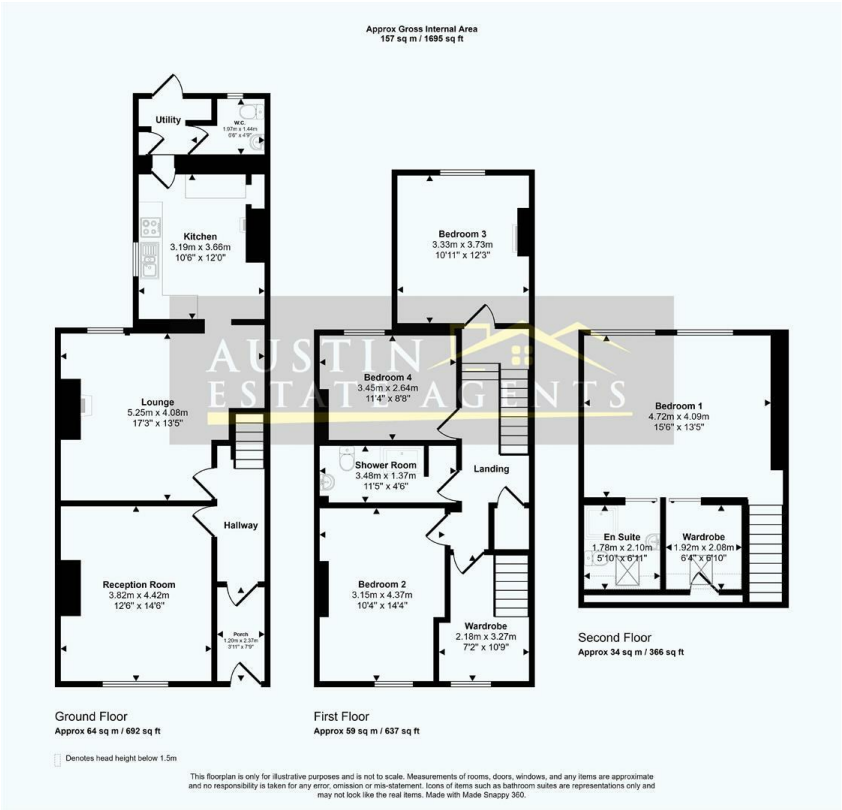 Approx Gross Internal Area
157 sq m / 1695 sq ft
Utility
W.C.
1.97m x 1.44m
6'6" x 4'9"
Kitchen
3.19m x 3.66m
10'6" x 12'0"
Lounge
5.25m x 4.08m
17'3" x 13'5"
Hallway
Reception Room
3.82m x 4.42m
12'6" x 14'6"
Porch
1.20m x 2.37m
3'11" x 7'9"
Ground Floor
Approx 64 sq m / 692 sq ft
Bedroom 3
3.33m x 3.73m
10'11" x 12'3"
Bedroom 4
3.45m x 2.64m
11'4" x 8'8"
Shower Room
3.48m x 1.37m
11'5" x 4'6"
Landing
Bedroom 2
3.15m x 4.37m
10'4" x 14'4"
Wardrobe
2.18m x 3.27m
7'2" x 10'9"
First Floor
Approx 59 sq m / 637 sq ft
Bedroom 1
4.72m x 4.09m
15'6" x 13'5"
En Suite
1.78m x 2.10m
5'10" x 6'11"
Wardrobe
1.92m x 2.08m
6'4" x 6'10"
Second Floor
Approx 34 sq m / 366 sq ft
AUSTIN
ESTATE AGENTS
Denotes head height below 1.5m
This floorplan is only for illustrative purposes and is not to scale. Measurements of rooms, doors, windows, and any items are approximate
and no responsibility is taken for any error, omission or mis-statement. Icons of items such as bathroom suites are representations only and
may not look like the real items. Made with Made Snappy 360.